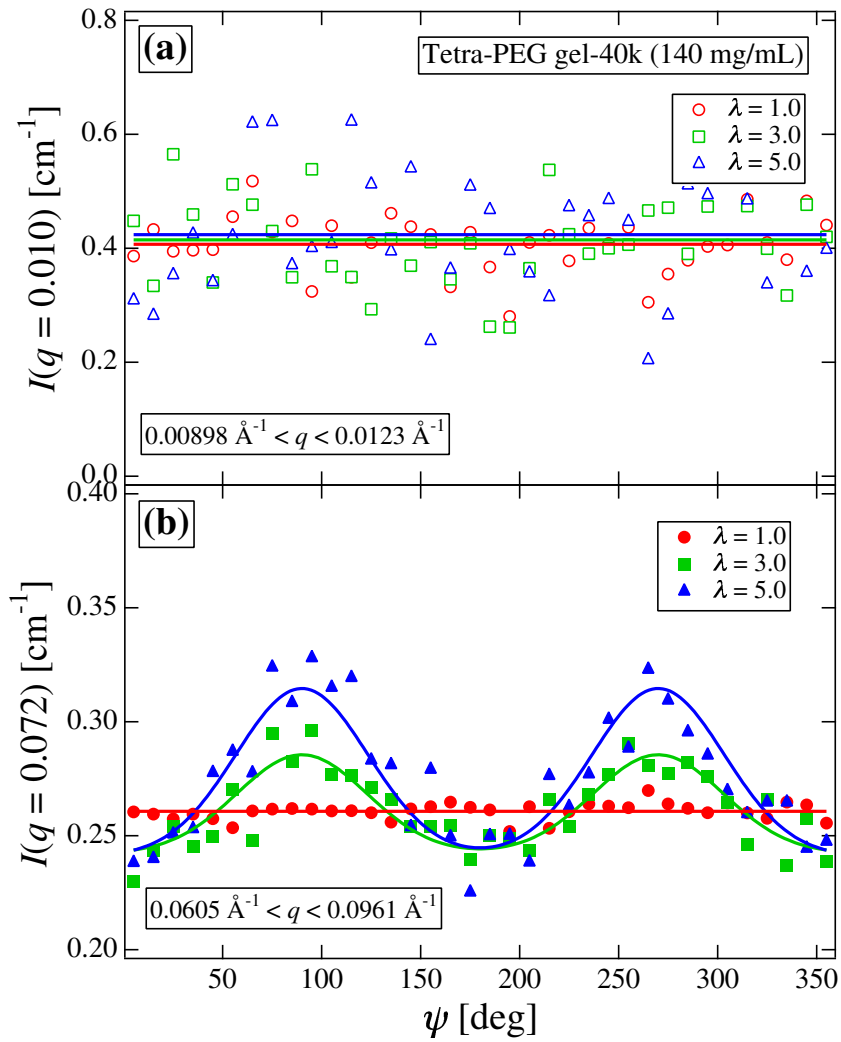 (a)
Tetra-PEG gel-40k (140 mg/mL)
λ = 1.0
λ = 3.0
λ = 5.0
0.8
0.6
0.4
0.2
0.0
I(q = 0.010) [cm⁻¹]
0.00898 Å⁻¹ < q < 0.0123 Å⁻¹
(b)
λ = 1.0
λ = 3.0
λ = 5.0
0.40
0.35
0.30
0.25
0.20
I(q = 0.072) [cm⁻¹]
0.0605 Å⁻¹ < q < 0.0961 Å⁻¹
50 100 150 200 250 300 350
ψ [deg]